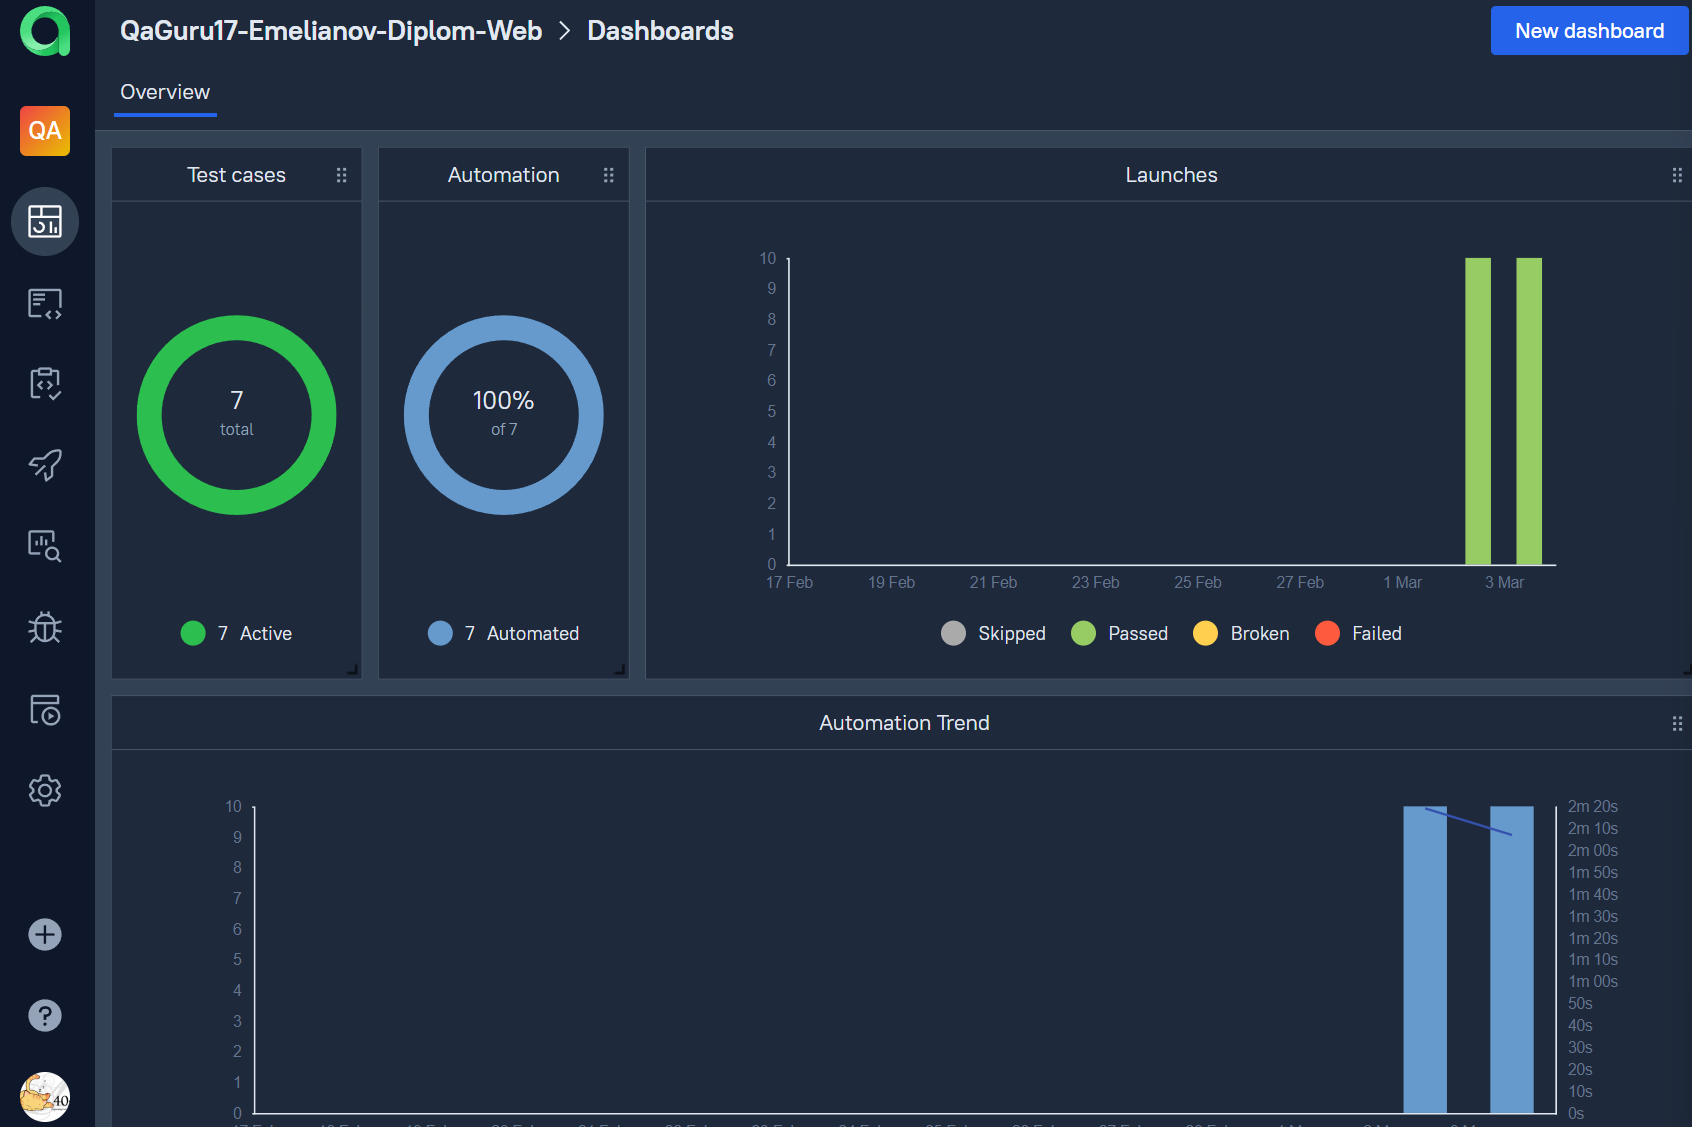 QaGuru17-Emelianov-Diplom-Web > Dashboards
New dashboard
Overview
QA
Test cases
7
total
7 Active
Automation
100%
of 7
7 Automated
Launches
10
9
8
7
6
5
4
3
2
1
0
17 Feb 19 Feb 21 Feb 23 Feb 25 Feb 27 Feb 1 Mar 3 Mar
Skipped Passed Broken Failed
Automation Trend
10
9
8
7
6
5
4
3
2
1
0
2m 20s
2m 10s
2m 00s
1m 50s
1m 40s
1m 30s
1m 20s
1m 10s
1m 00s
50s
40s
30s
20s
10s
0s
40